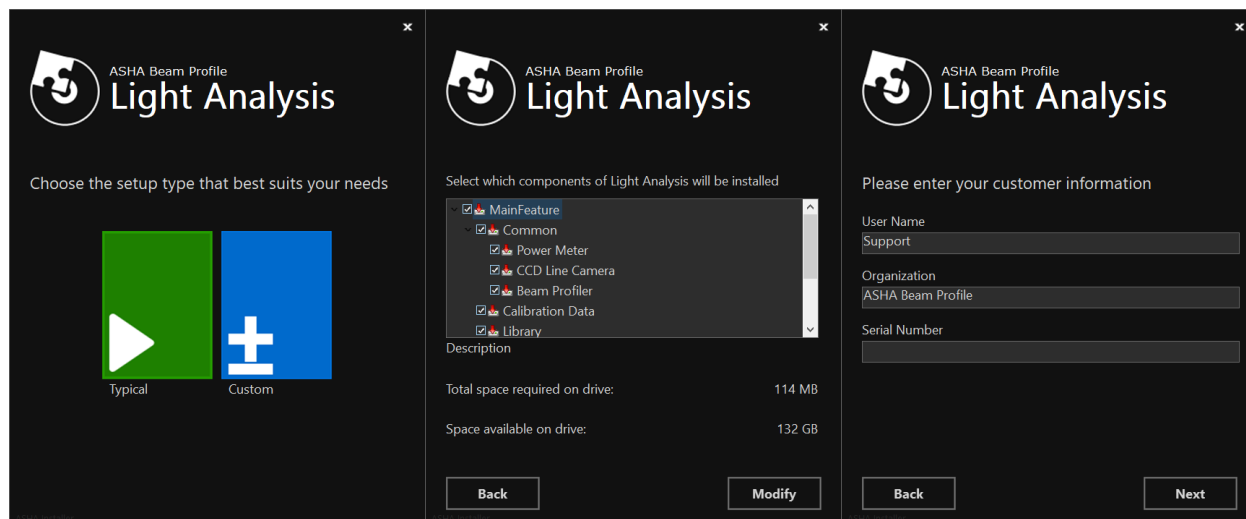 x
ASHA Beam Profile
Light Analysis
Choose the setup type that best suits your needs
Typical
Custom
x
ASHA Beam Profile
Light Analysis
Select which components of Light Analysis will be installed
MainFeature
Common
Power Meter
CCD Line Camera
Beam Profiler
Calibration Data
Library
Description
Total space required on drive: 114 MB
Space available on drive: 132 GB
Back Modify
x
ASHA Beam Profile
Light Analysis
Please enter your customer information
User Name
Support
Organization
ASHA Beam Profile
Serial Number
Back Next